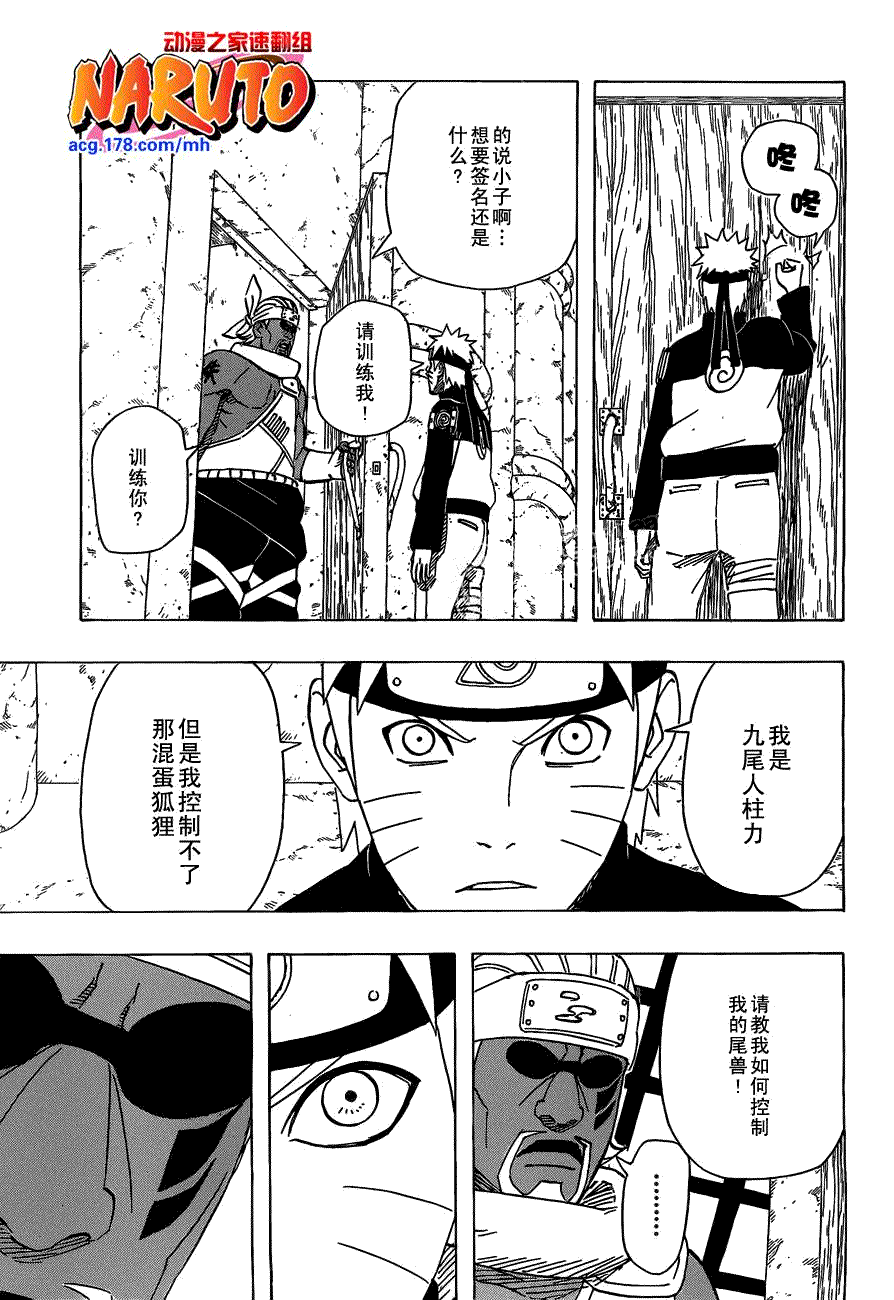 动漫之家速翻组
NARUTO
acg.178.com/mh
咚
咚
的说小子啊…
想要签名还是
什么？
请训练我！
训练你？
我是
九尾人柱力
但是我控制不了
那混蛋狐狸
请教我如何控制
我的尾兽！
………